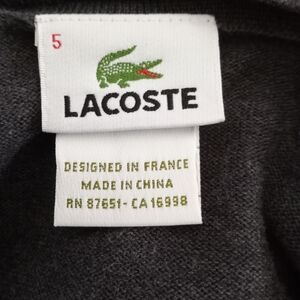 5
LACOSTE
DESIGNED IN FRANCE
MADE IN CHINA
RN 87651 - CA 16998